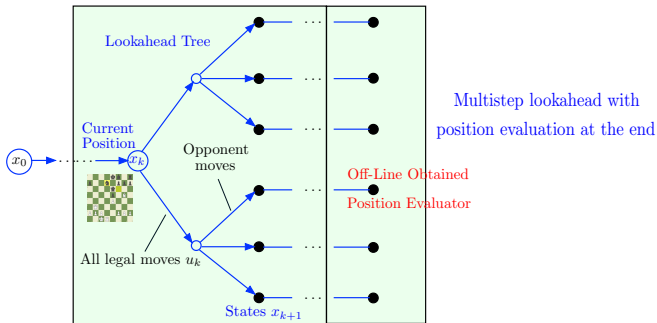 Lookahead Tree
Multistep lookahead with
position evaluation at the end
Current
Position
Opponent
moves
x_0
x_k
Off-Line Obtained
Position Evaluator
All legal moves u_k
States x_{k+1}